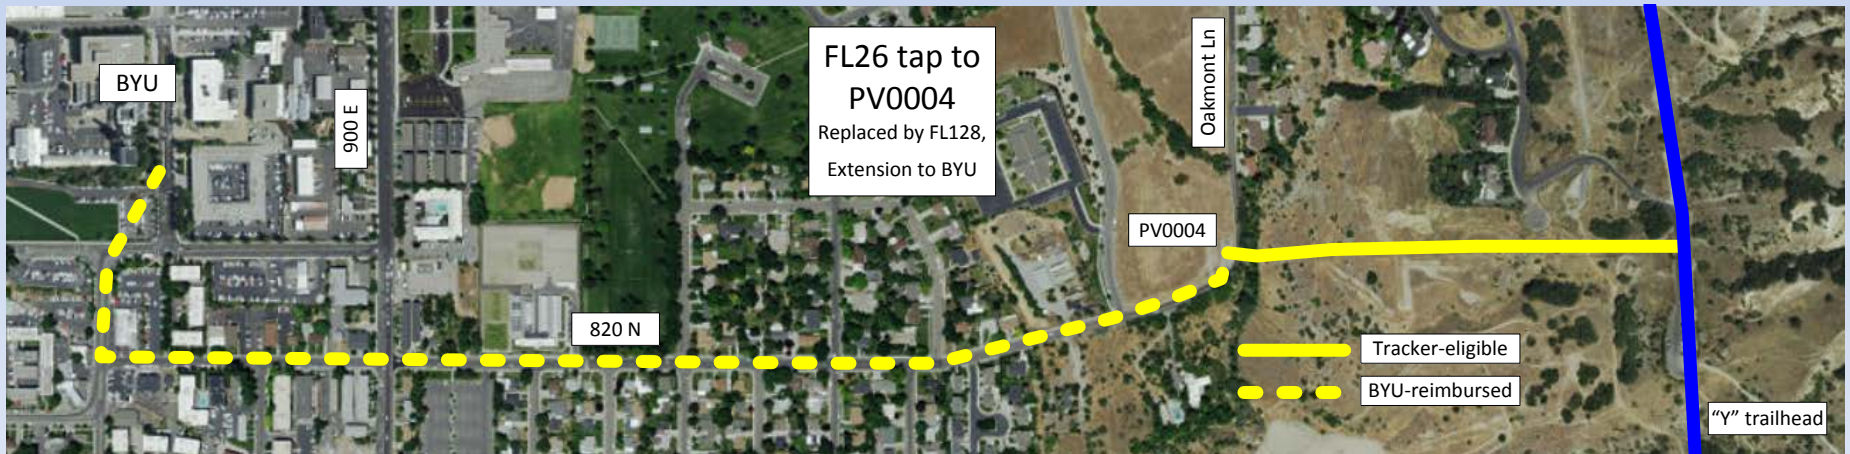 BYU
900 E
FL26 tap to
PV0004
Replaced by FL128,
Extension to BYU
Oakmont Ln
PV0004
820 N
Tracker-eligible
BYU-reimbursed
“Y” trailhead